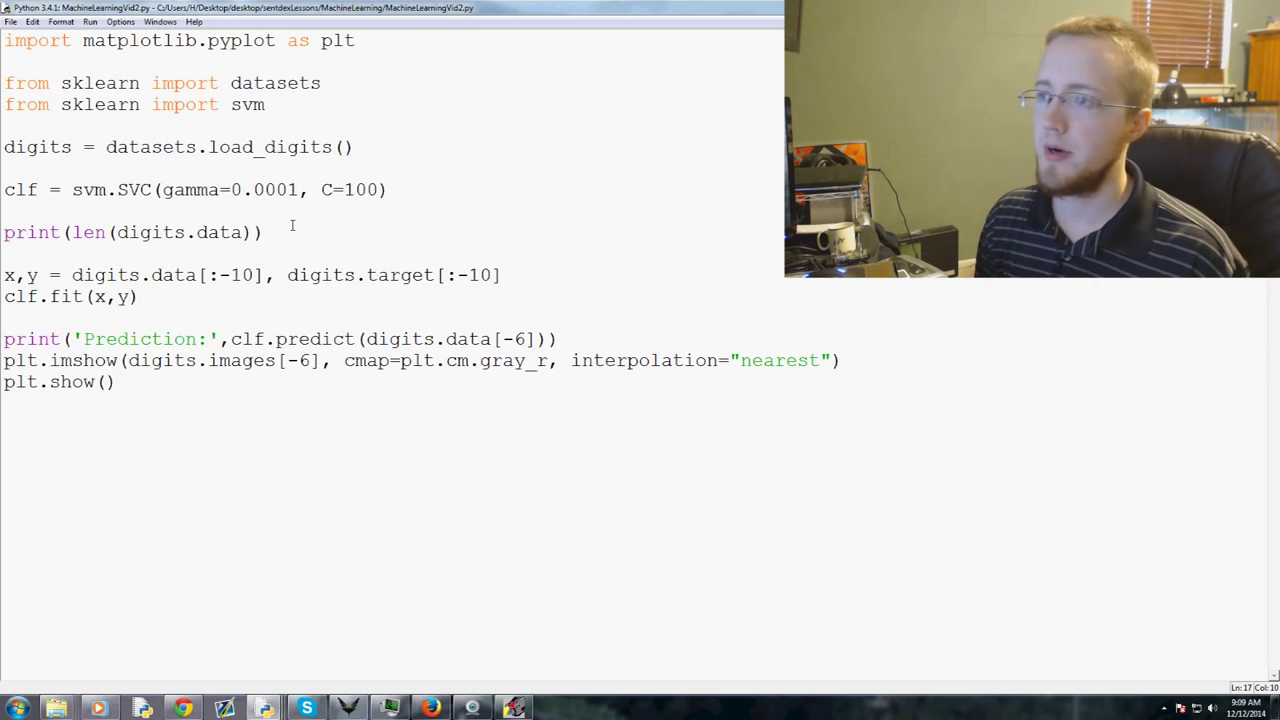 Python 3.4.1: MachineLearningVid2.py - C:/Users/H/Desktop/desktop/sentdexLessons/MachineLearning/MachineLearningVid2.py
File Edit Format Run Options Windows Help
import matplotlib.pyplot as plt
from sklearn import datasets
from sklearn import svm
digits = datasets.load_digits()
clf = svm.SVC(gamma=0.0001, C=100)
print(len(digits.data))
x,y = digits.data[:-10], digits.target[:-10]
clf.fit(x,y)
print('Prediction:',clf.predict(digits.data[-6]))
plt.imshow(digits.images[-6], cmap=plt.cm.gray_r, interpolation="nearest")
plt.show()
Ln: 17 Col: 10
9:09 AM
12/12/2014